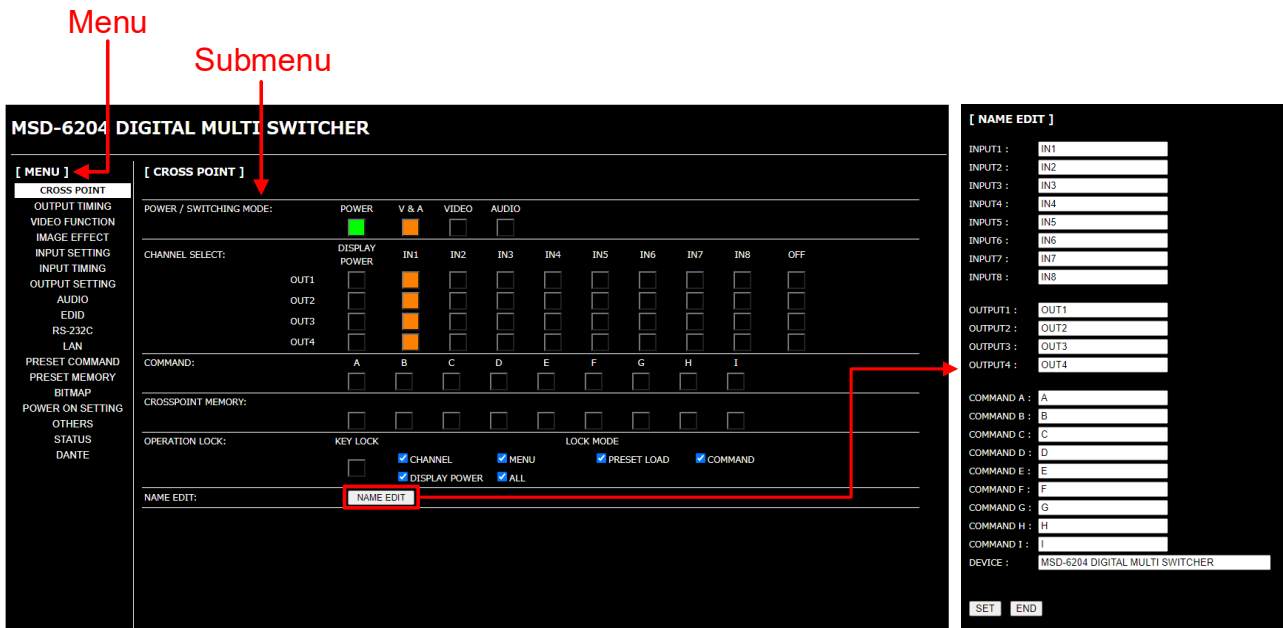 Menu
Submenu
MSD-6204 DIGITAL MULTI SWITCHER
[ MENU ]
CROSS POINT
OUTPUT TIMING
VIDEO FUNCTION
IMAGE EFFECT
INPUT SETTING
INPUT TIMING
OUTPUT SETTING
AUDIO
EDID
RS-232C
LAN
PRESET COMMAND
PRESET MEMORY
BITMAP
POWER ON SETTING
OTHERS
STATUS
DANTE
[ CROSS POINT ]
POWER / SWITCHING MODE: POWER V & A VIDEO AUDIO
CHANNEL SELECT: DISPLAY POWER IN1 IN2 IN3 IN4 IN5 IN6 IN7 IN8 OFF
OUT1
OUT2
OUT3
OUT4
COMMAND: A B C D E F G H I
CROSSPOINT MEMORY:
OPERATION LOCK: KEY LOCK LOCK MODE
CHANNEL MENU PRESET LOAD COMMAND
DISPLAY POWER ALL
NAME EDIT: NAME EDIT
[ NAME EDIT ]
INPUT1 : IN1
INPUT2 : IN2
INPUT3 : IN3
INPUT4 : IN4
INPUT5 : IN5
INPUT6 : IN6
INPUT7 : IN7
INPUT8 : IN8
OUTPUT1 : OUT1
OUTPUT2 : OUT2
OUTPUT3 : OUT3
OUTPUT4 : OUT4
COMMAND A : A
COMMAND B : B
COMMAND C : C
COMMAND D : D
COMMAND E : E
COMMAND F : F
COMMAND G : G
COMMAND H : H
COMMAND I : I
DEVICE : MSD-6204 DIGITAL MULTI SWITCHER
SET END